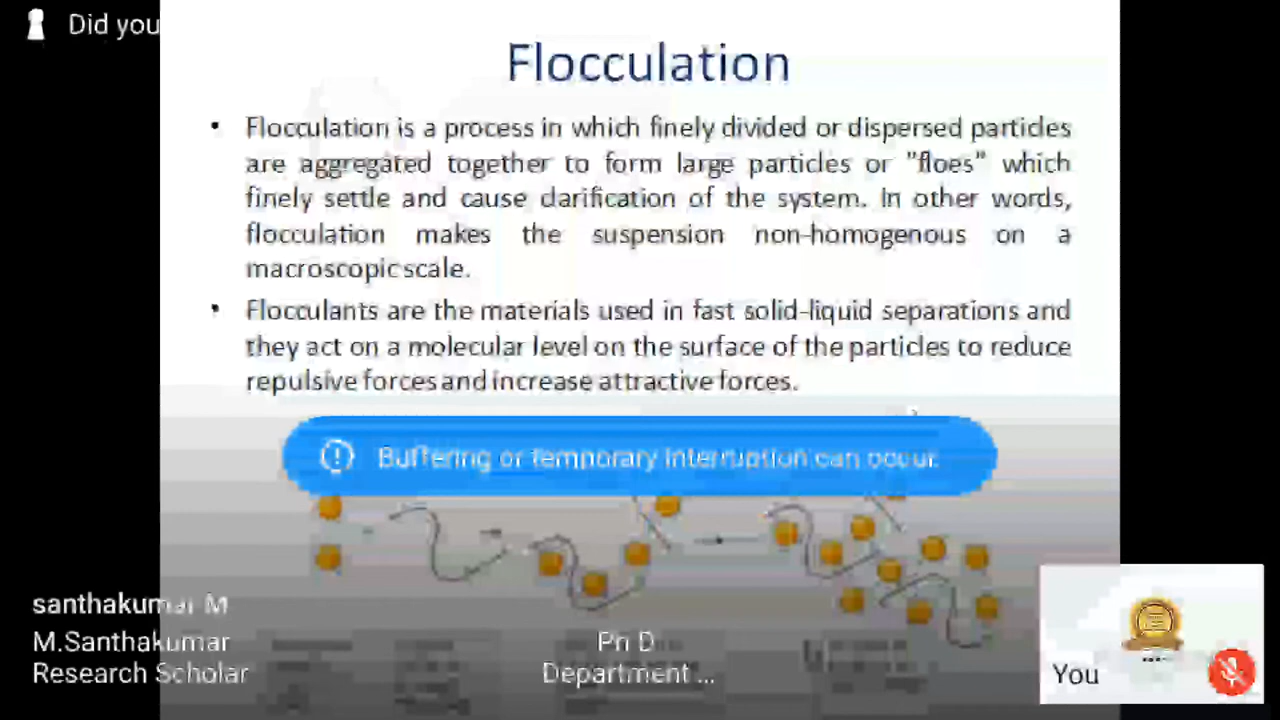 Did you
Flocculation
• Flocculation is a process in which finely divided or dispersed particles
are aggregated together to form large particles or "floes" which
finely settle and cause clarification of the system. In other words,
flocculation makes the suspension non-homogenous on a
macroscopic scale.
• Flocculants are the materials used in fast solid-liquid separations and
they act on a molecular level on the surface of the particles to reduce
repulsive forces and increase attractive forces.
Buffering or temporary interruption can occur.
santhakumar M
M.Santhakumar
Research Scholar
Ph D
Department ...
You